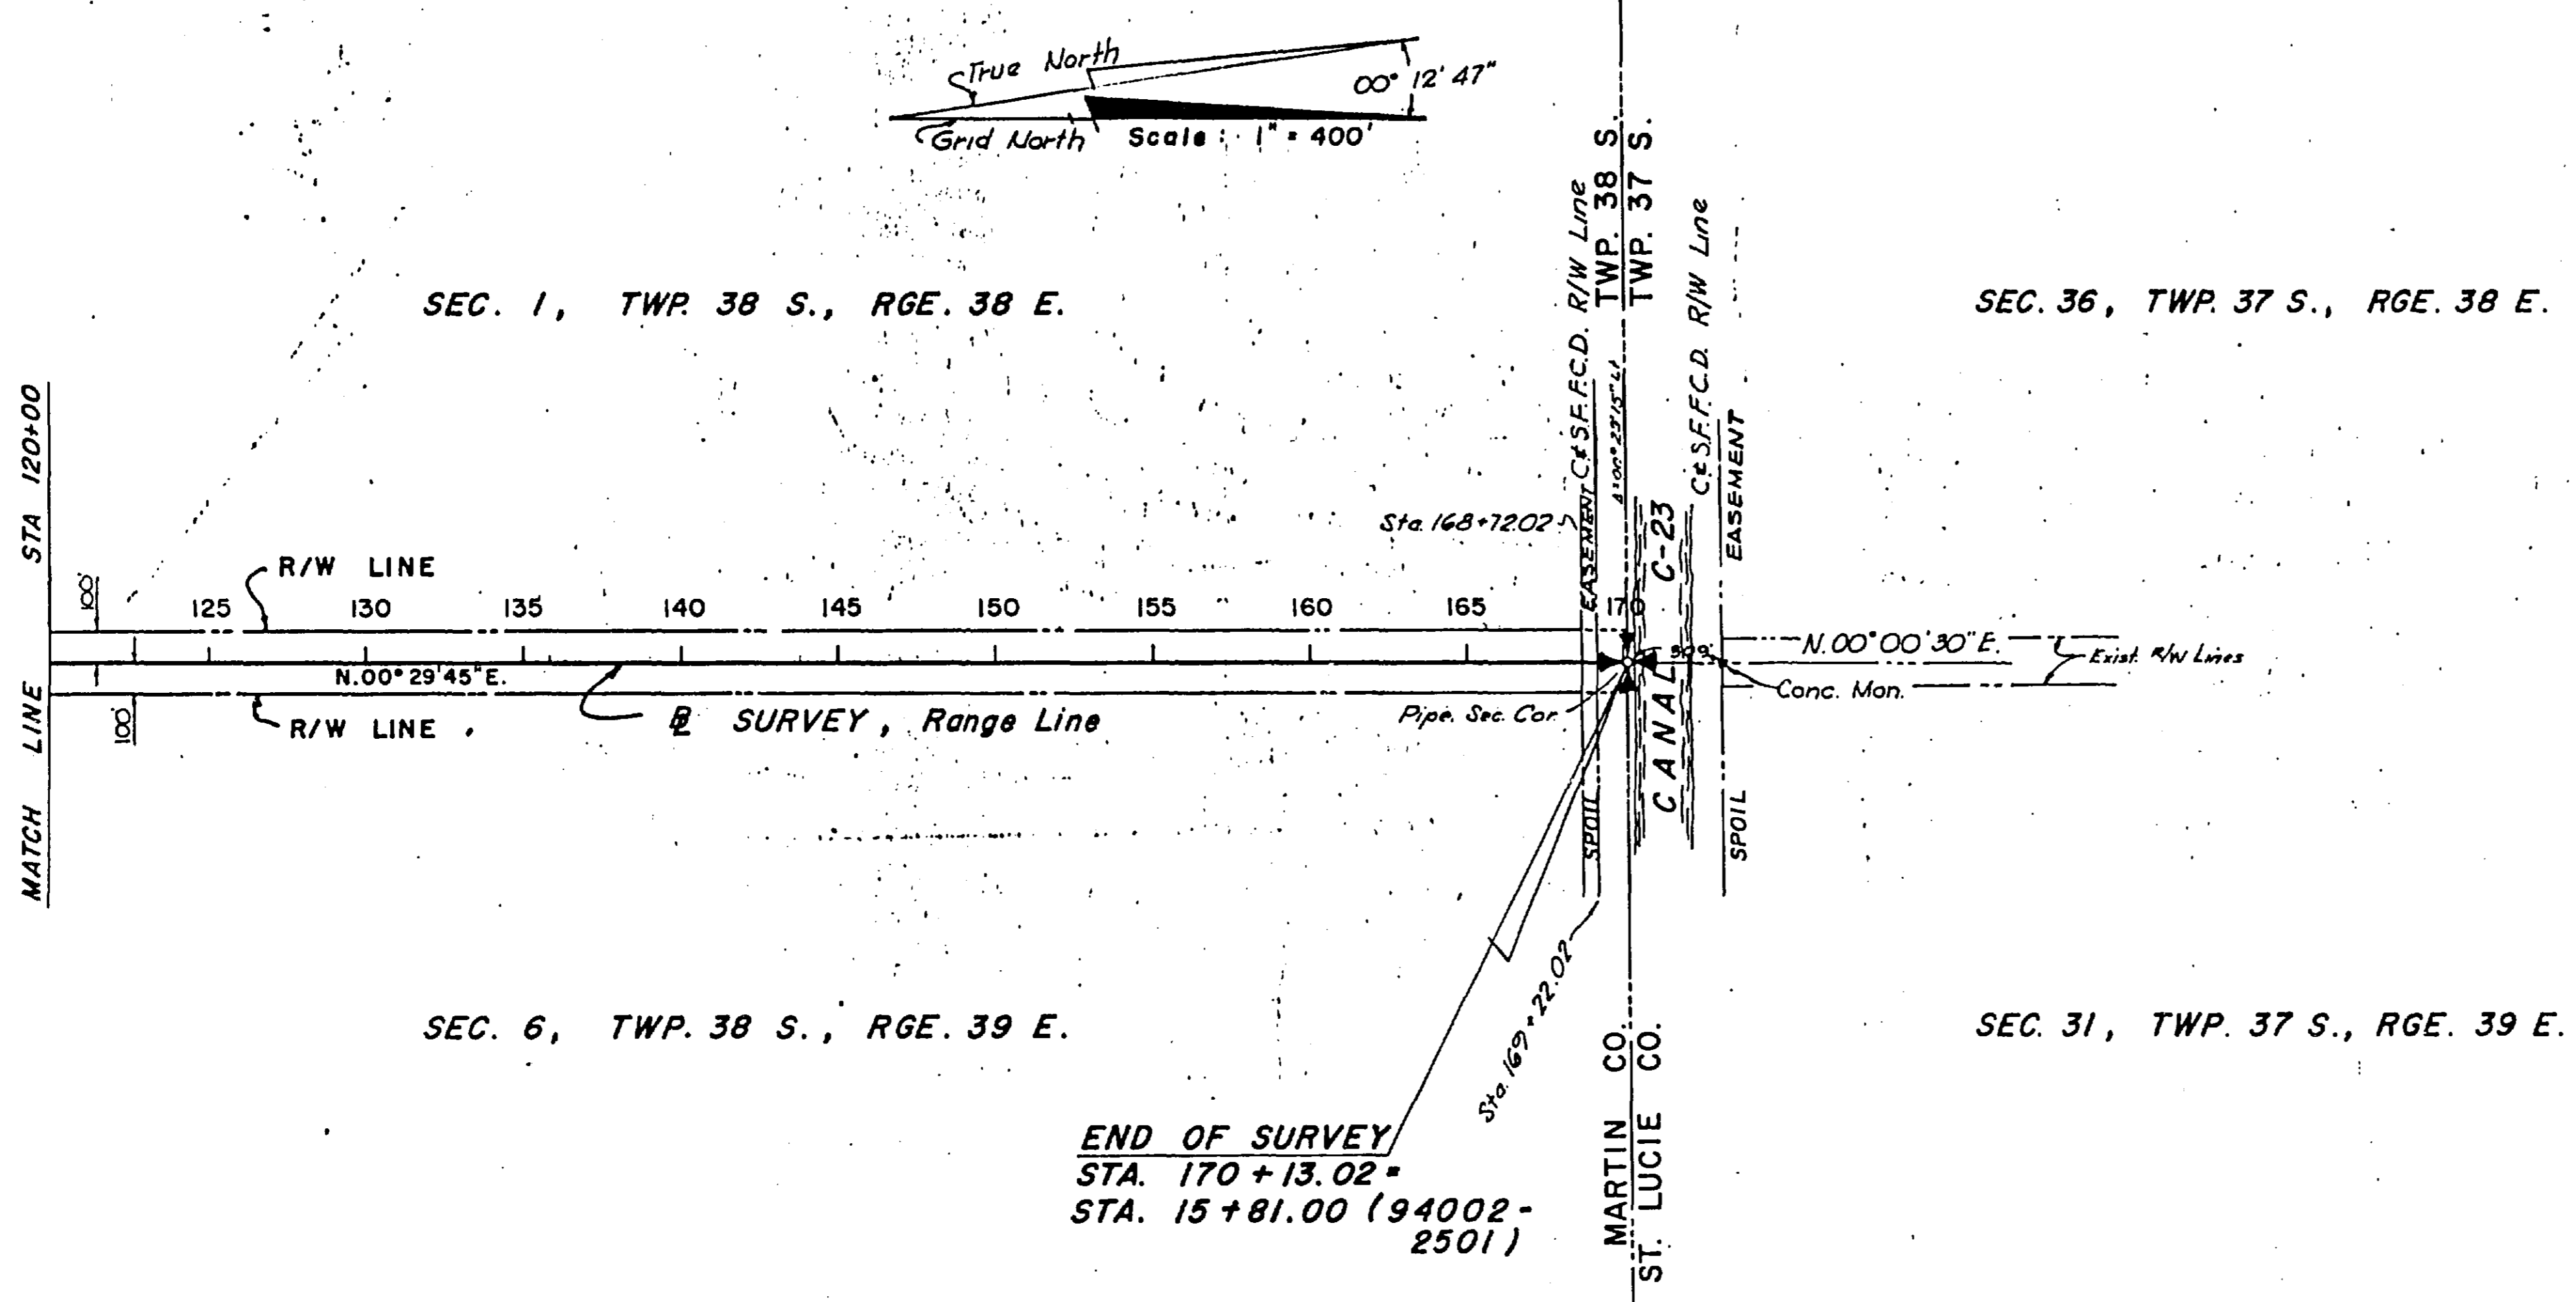 True North
00° 12' 47"
Grid North
Scale: 1" = 400'
TWP. 38 S.
TWP. 37 S.
C & S.F.F.C.D. R/W Line
C & S.F.F.C.D. R/W Line
SEC. 1, TWP. 38 S., RGE. 38 E.
SEC. 36, TWP. 37 S., RGE. 38 E.
MATCH LINE STA 120+00
EASEMENT
EASEMENT
Sta. 168+72.02
CANAL C-23
R/W LINE
100'
125 130 135 140 145 150 155 160 165 170
N.00°29'45"E.
N.00°00'30"E.
309'
Exist. R/W Lines
Conc. Mon.
100'
R/W LINE
SURVEY, Range Line
Pipe. Sec. Cor.
SPOIL
SPOIL
Sta. 169+22.02
SEC. 6, TWP. 38 S., RGE. 39 E.
SEC. 31, TWP. 37 S., RGE. 39 E.
END OF SURVEY
STA. 170+13.02=
STA. 15+81.00 (94002-
2501)
MARTIN CO.
ST. LUCIE CO.